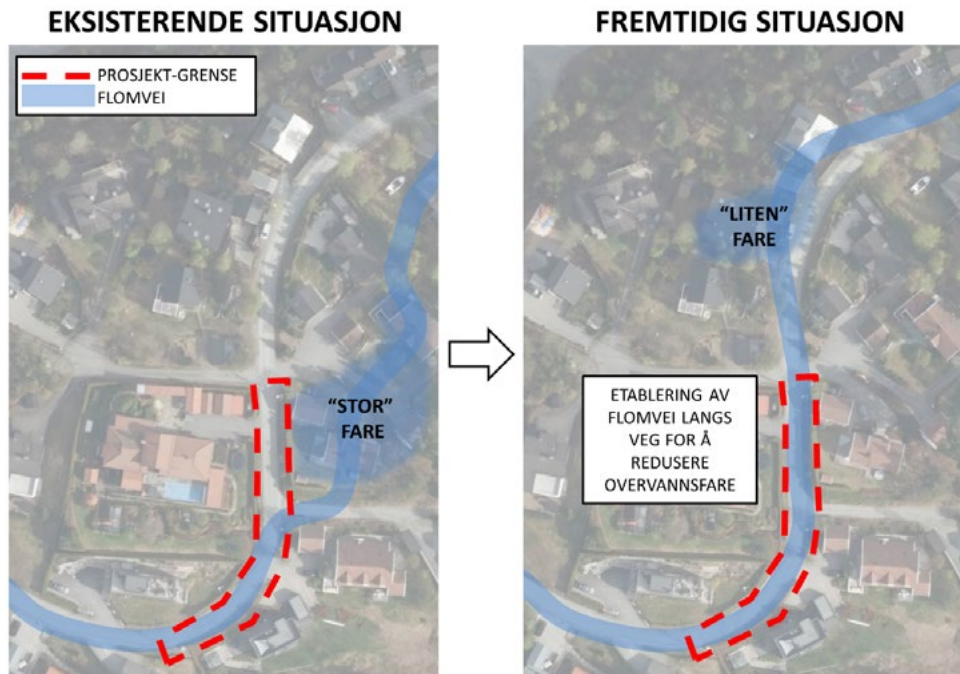 EKSISTERENDE SITUASJON
PROSJEKT-GRENSE
FLOMVEI
"STOR"
FARE
FREMTIDIG SITUASJON
"LITEN"
FARE
ETABLERING AV
FLOMVEI LANGS
VEG FOR Å
REDUSERE
OVERVANNSFARE